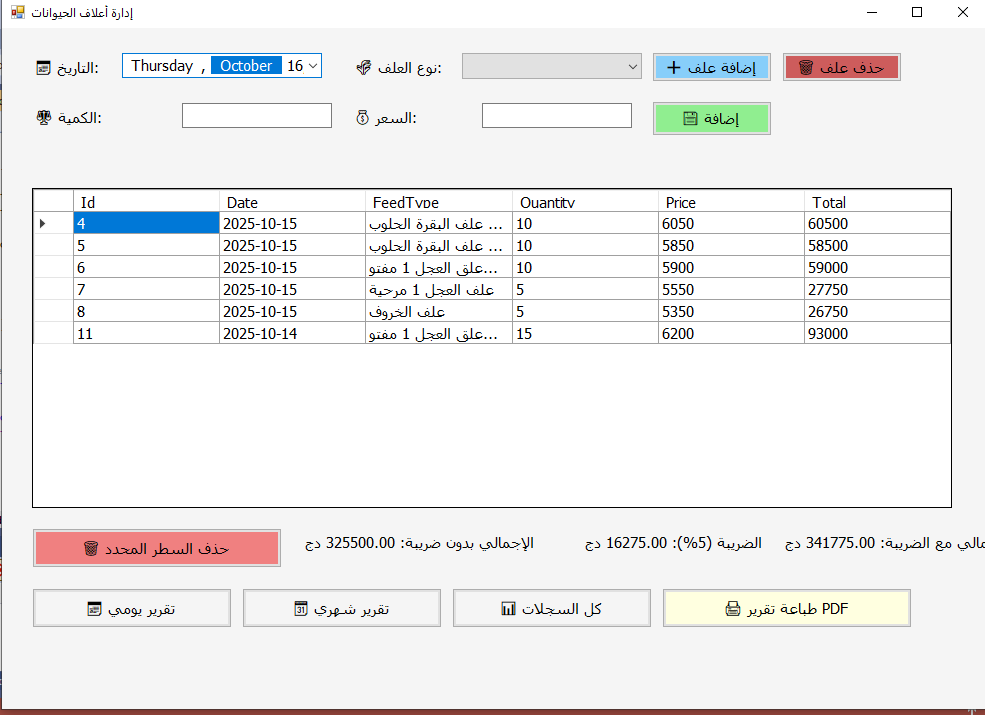 إدارة أعلاف الحيوانات
التاريخ: Thursday , October 16 نوع العلف: إضافة علف حذف علف
الكمية: السعر: إضافة
Id Date FeedType Quantity Price Total
4 2025-10-15 علف البقرة الحلوب ... 10 6050 60500
5 2025-10-15 علف البقرة الحلوب ... 10 5850 58500
6 2025-10-15 علق العجل 1 مفتو... 10 5900 59000
7 2025-10-15 علف العجل 1 مرحية 5 5550 27750
8 2025-10-15 علف الخروف 5 5350 26750
11 2025-10-14 علق العجل 1 مفتو... 15 6200 93000
حذف السطر المحدد الإجمالي بدون ضريبة: 325500.00 دج الضريبة (5%): 16275.00 دج مع الضريبة: 341775.00 دج
تقرير يومي تقرير شهري كل السجلات طباعة تقرير PDF